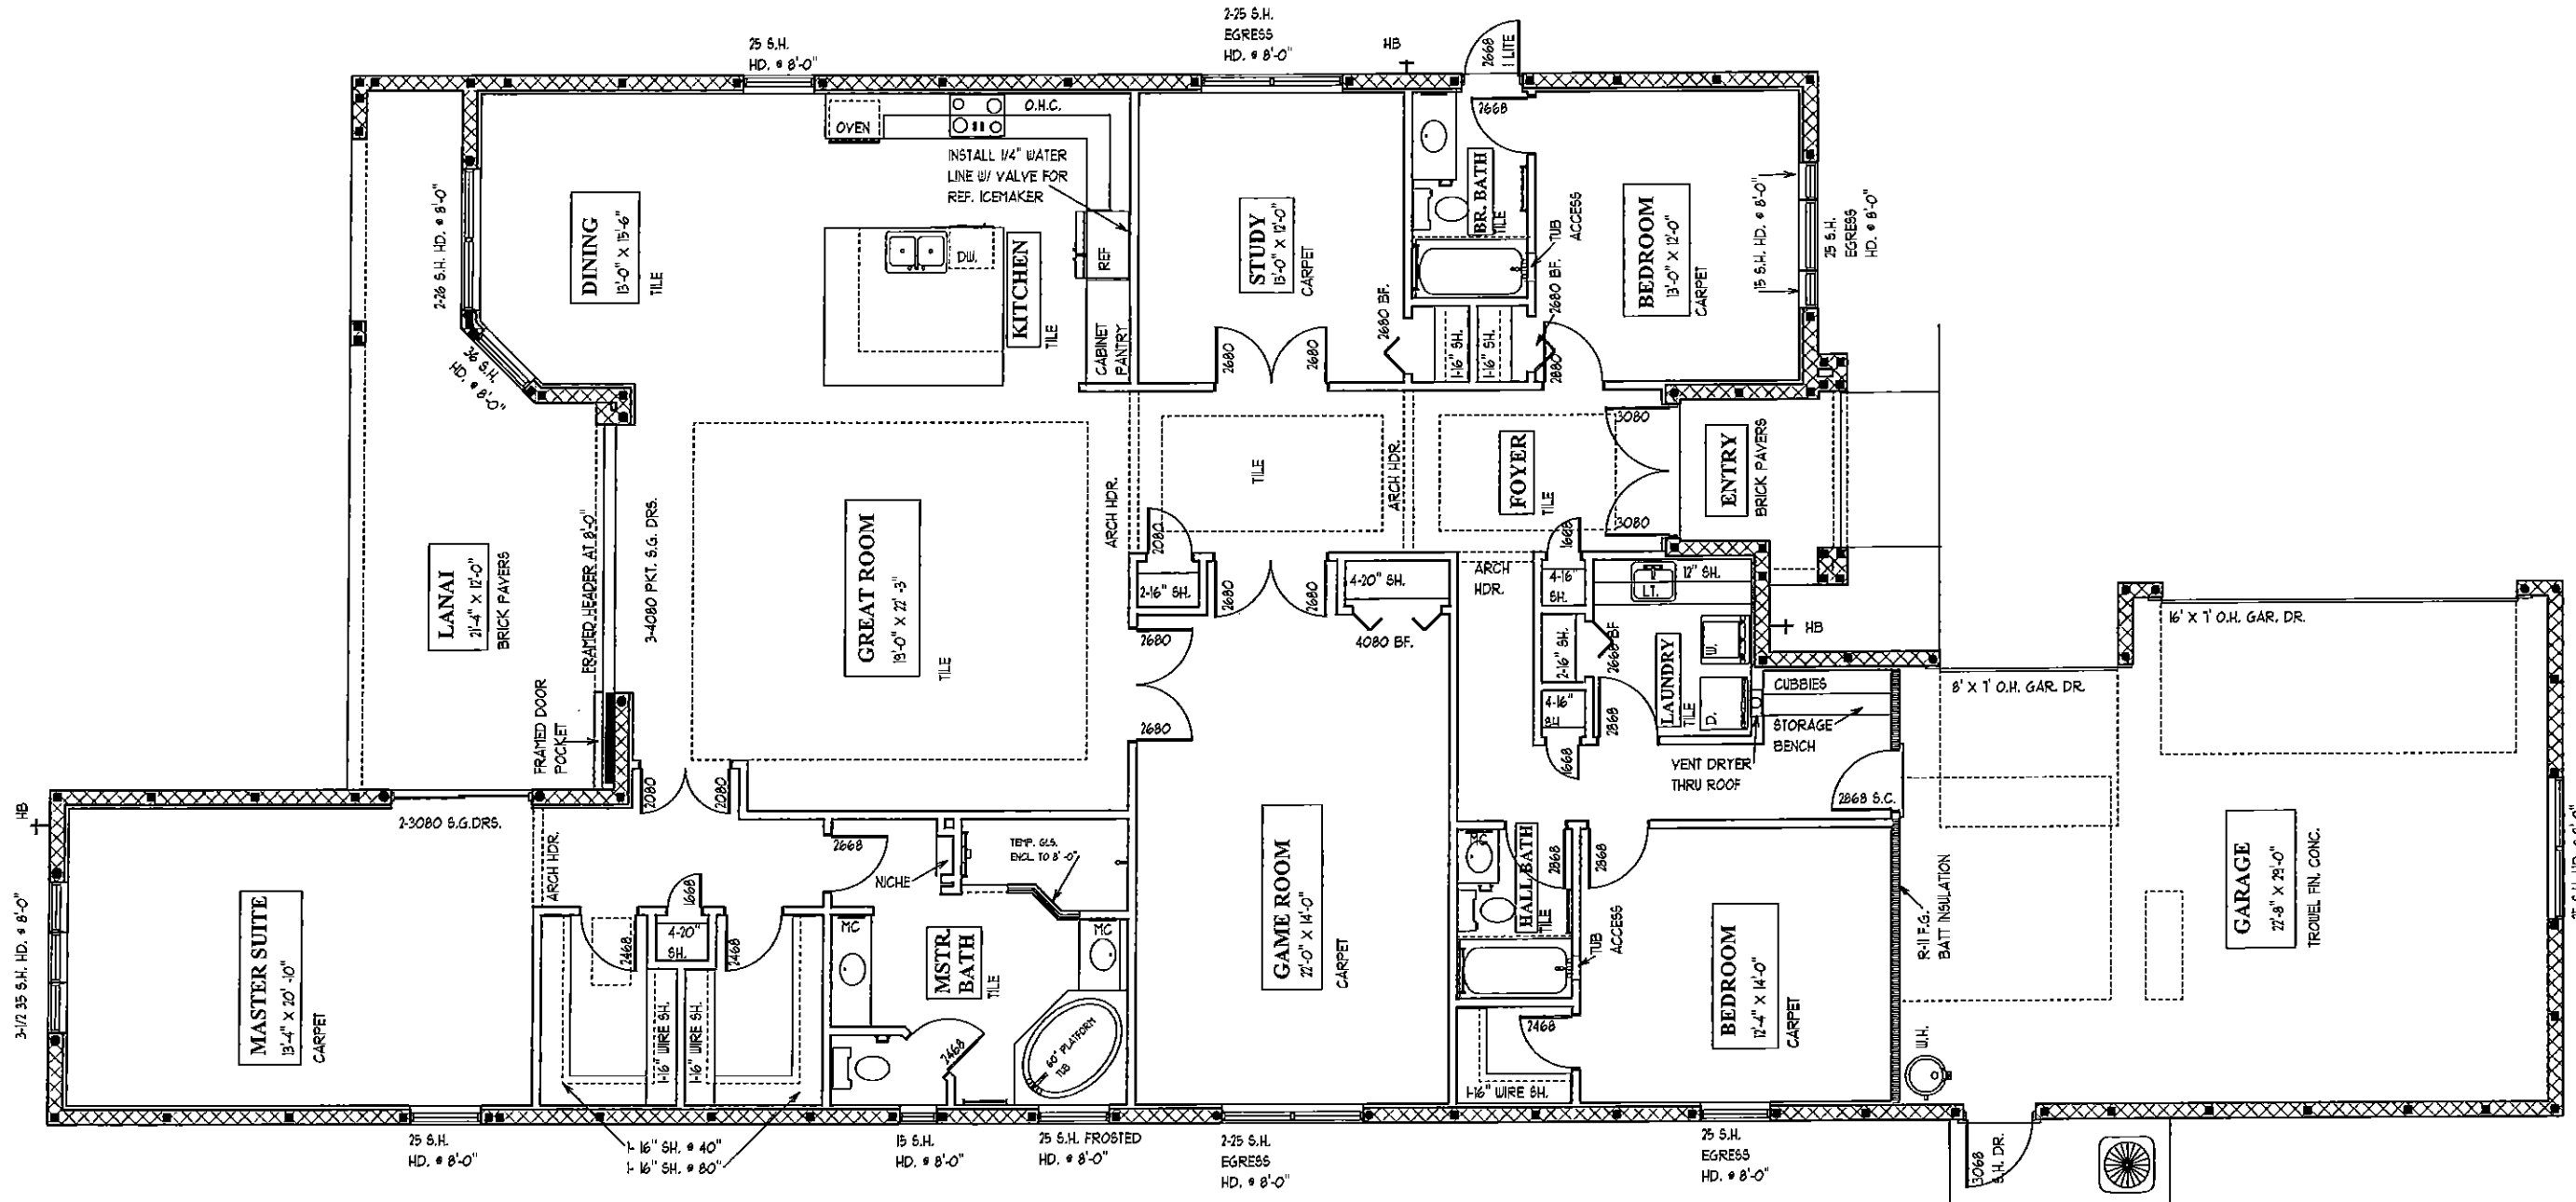 25 S.H.
HD. @ 8'-0"
2-25 S.H.
EGRESS
HD. @ 8'-0"
HB
2668
1 LITE
OVEN
O.H.C.
INSTALL 1/4" WATER
LINE W/ VALVE FOR
REF. ICEMAKER
2-26 S.H. HD. @ 8'-0"
36 S.H.
HD. @ 8'-0"
DINING
13'-0" X 15'-6"
TILE
DW.
KITCHEN
TILE
REF
CABINET
PANTRY
STUDY
13'-0" X 12'-0"
CARPET
2680
2680
2680 BF.
2668
BR. BATH
TILE
TUB
ACCESS
1-16" SH.
1-16" SH.
2680 BF.
2880
BEDROOM
13'-0" X 12'-0"
CARPET
15 S.H. HD. @ 8'-0"
25 S.H.
EGRESS
HD. @ 8'-0"
LANAI
21'-4" X 12'-0"
BRICK PAVERS
FRAMED HEADER AT 8'-0"
3-4080 PKT. S.G. DRS.
FRAMED DOOR
POCKET
GREAT ROOM
19'-0" X 22'-3"
TILE
ARCH HDR.
TILE
ARCH HDR.
FOYER
TILE
3080
3080
ENTRY
BRICK PAVERS
2080
2-16" SH.
2680
2680
4-20" SH.
4080 BF.
2680
2680
ARCH
HDR.
1668
4-16
SH.
LT.
12" SH.
2-16" SH.
2668 BF
4-16"
SH
1668
2868
LAUNDRY
TILE
W.
D.
HB
CUBBIES
STORAGE
BENCH
VENT DRYER
THRU ROOF
8' X 7' O.H. GAR. DR.
16' X 7' O.H. GAR. DR.
2868 S.C.
HB
3-1/2 35 S.H. HD. @ 8'-0"
2-3080 S.G.DRS.
ARCH HDR.
2080
2080
MASTER SUITE
13'-4" X 20'-10"
CARPET
1668
4-20"
SH.
2468
2468
1-16" WIRE SH.
1-16" WIRE SH.
2668
NICHE
TEMP. GLS.
ENCL. TO 8'-0"
MC
MC
MSTR.
BATH
TILE
60" PLATFORM
TUB
2468
GAME ROOM
22'-0" X 14'-0"
CARPET
MC
HALL BATH
TILE
2868
2868
TUB
ACCESS
2468
1-16" WIRE SH.
BEDROOM
12'-4" X 14'-0"
CARPET
R-11 F.G.
BATT INSULATION
W.H.
GARAGE
22'-8" X 29'-0"
TROWEL FIN. CONC.
25 S.H.
HD. @ 8'-0"
1- 16" SH. @ 40"
1- 16" SH. @ 80"
15 S.H.
HD. @ 8'-0"
25 S.H. FROSTED
HD. @ 8'-0"
2-25 S.H.
EGRESS
HD. @ 8'-0"
25 S.H.
EGRESS
HD. @ 8'-0"
3068
S.H. DR.